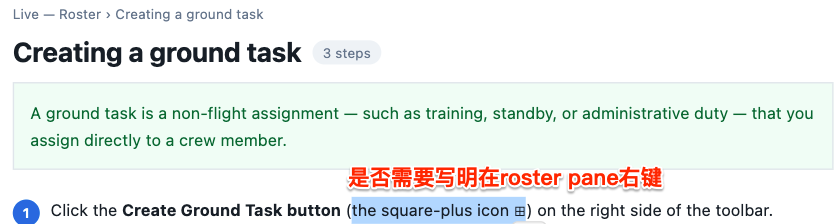 Live — Roster › Creating a ground task
Creating a ground task 3 steps
A ground task is a non-flight assignment — such as training, standby, or administrative duty — that you
assign directly to a crew member.
是否需要写明在roster pane右键
1 Click the Create Ground Task button (the square-plus icon ⊞) on the right side of the toolbar.